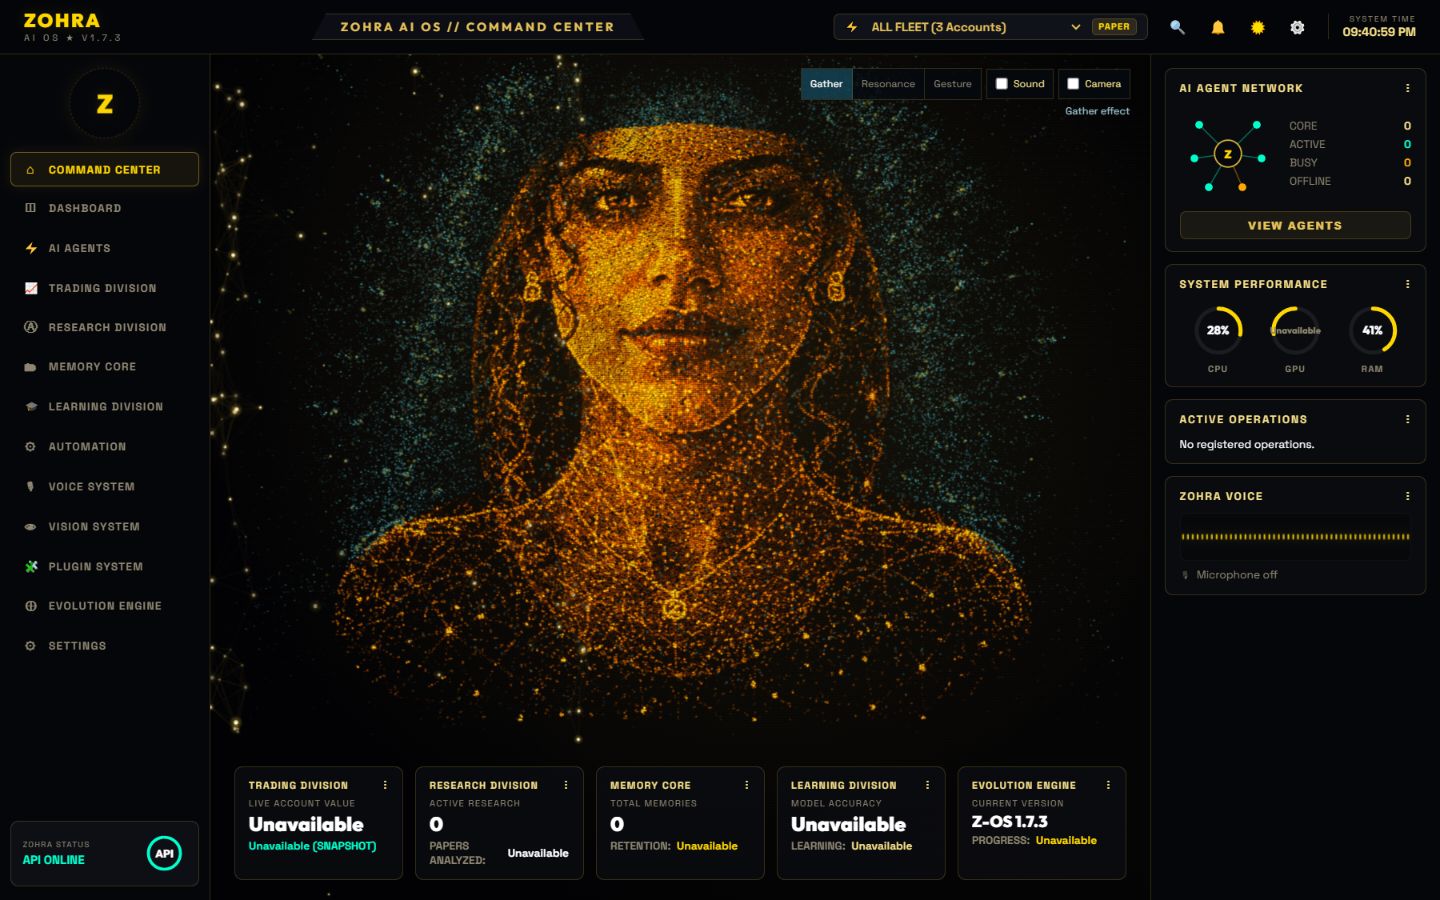 ZOHRA
AI OS ★ V1.7.3
ZOHRA AI OS // COMMAND CENTER
ALL FLEET (3 Accounts)
PAPER
SYSTEM TIME
09:40:59 PM
Z
COMMAND CENTER
DASHBOARD
AI AGENTS
TRADING DIVISION
RESEARCH DIVISION
MEMORY CORE
LEARNING DIVISION
AUTOMATION
VOICE SYSTEM
VISION SYSTEM
PLUGIN SYSTEM
EVOLUTION ENGINE
SETTINGS
ZOHRA STATUS
API ONLINE
API
Gather
Resonance
Gesture
Sound
Camera
Gather effect
TRADING DIVISION
LIVE ACCOUNT VALUE
Unavailable
Unavailable (SNAPSHOT)
RESEARCH DIVISION
ACTIVE RESEARCH
0
PAPERS ANALYZED: Unavailable
MEMORY CORE
TOTAL MEMORIES
0
RETENTION: Unavailable
LEARNING DIVISION
MODEL ACCURACY
Unavailable
LEARNING: Unavailable
EVOLUTION ENGINE
CURRENT VERSION
Z-OS 1.7.3
PROGRESS: Unavailable
AI AGENT NETWORK
Z
CORE 0
ACTIVE 0
BUSY 0
OFFLINE 0
VIEW AGENTS
SYSTEM PERFORMANCE
28%
Unavailable
41%
CPU
GPU
RAM
ACTIVE OPERATIONS
No registered operations.
ZOHRA VOICE
Microphone off